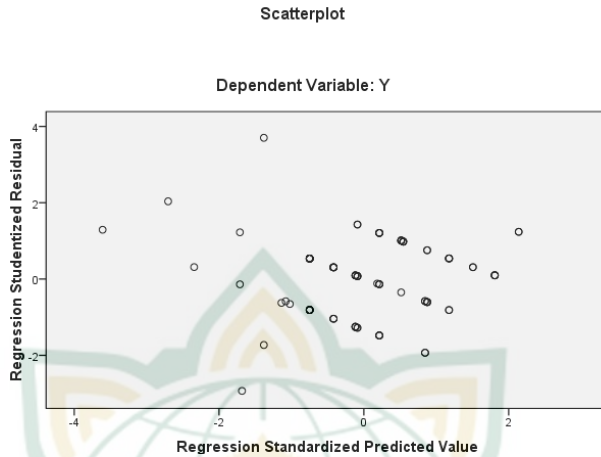 Scatterplot
Dependent Variable: Y
Regression Studentized Residual
4
2
0
-2
-4
-2
0
2
Regression Standardized Predicted Value